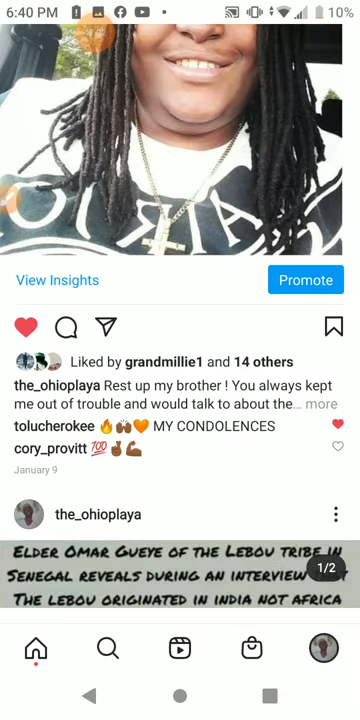 6:40 PM
10%
View Insights
Promote
Liked by grandmillie1 and 14 others
the_ohioplaya Rest up my brother ! You always kept
me out of trouble and would talk to about the... more
tolucherokee 🔥🙌🏾🧡 MY CONDOLENCES
cory_provitt 💯🤞🏾💪🏾
January 9
the_ohioplaya
ELDER OMAR GUEYE OF THE LEBOU TRIBE IN
SENEGAL REVEALS DURING AN INTERVIEW
1/2
THE LEBOU ORIGINATED IN INDIA NOT AFRICA